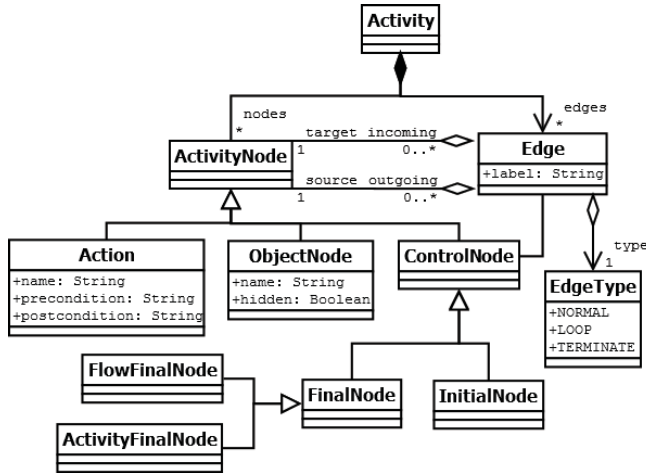 Activity
nodes
edges
*
*
ActivityNode
target incoming
1
0..*
source outgoing
1
0..*
Edge
+label: String
type
1
Action
+name: String
+precondition: String
+postcondition: String
ObjectNode
+name: String
+hidden: Boolean
ControlNode
EdgeType
+NORMAL
+LOOP
+TERMINATE
FlowFinalNode
FinalNode
InitialNode
ActivityFinalNode